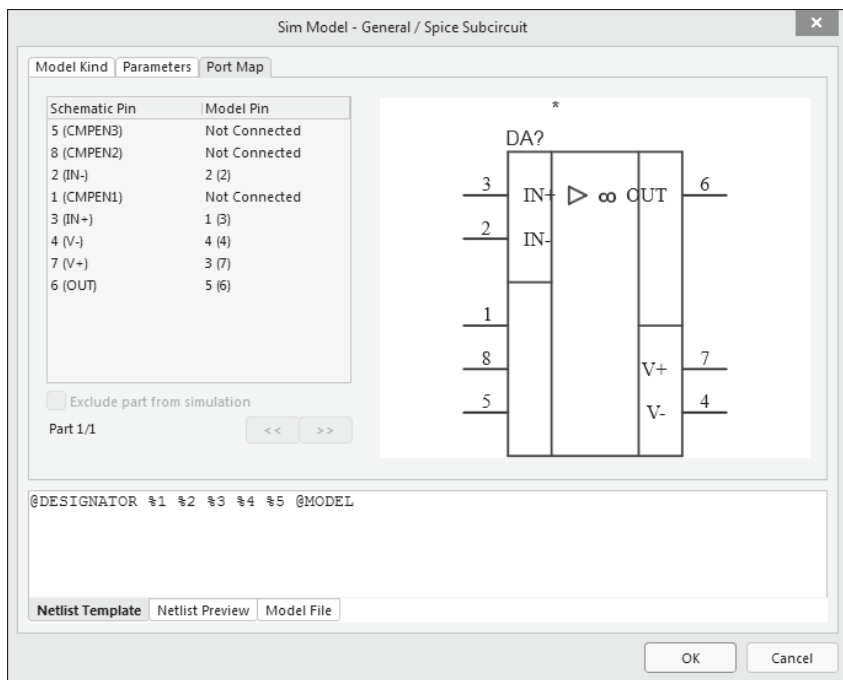 Sim Model - General / Spice Subcircuit
Model Kind Parameters Port Map
Schematic Pin Model Pin
5 (CMPEN3) Not Connected
8 (CMPEN2) Not Connected
2 (IN-) 2 (2)
1 (CMPEN1) Not Connected
3 (IN+) 1 (3)
4 (V-) 4 (4)
7 (V+) 3 (7)
6 (OUT) 5 (6)
Exclude part from simulation
Part 1/1 << >>
*
DA?
3 IN+ ▷ ∞ OUT 6
2 IN-
1
8 V+ 7
5 V- 4
@DESIGNATOR %1 %2 %3 %4 %5 @MODEL
Netlist Template Netlist Preview Model File
OK Cancel